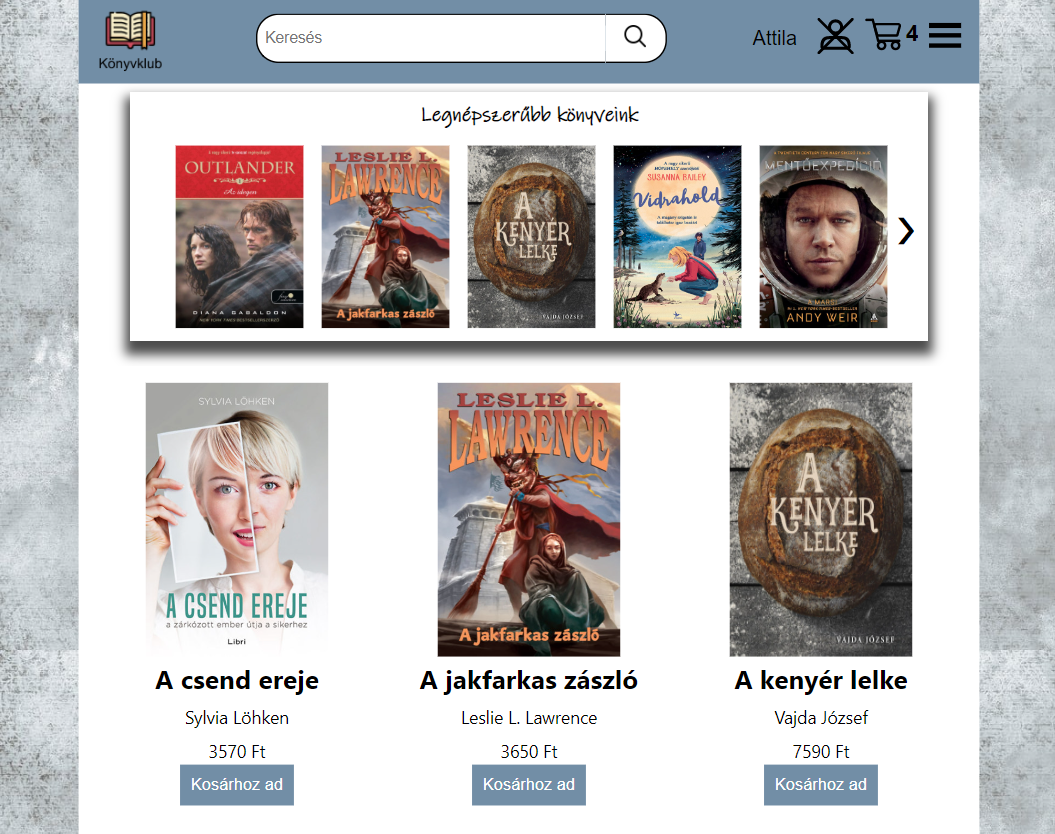 Könyvklub
Keresés
Attila
4
Legnépszerűbb könyveink
OUTLANDER
Az idegen
DIANA GABALDON
LESLIE L.
LAWRENCE
A jakfarkas zászló
A
KENYÉR
LELKE
VAJDA JÓZSEF
SUSANNA BAILEY
Vidrahold
MENTŐEXPEDÍCIÓ
A MARSI
ANDY WEIR
SYLVIA LÖHKEN
A CSEND EREJE
a zárkózott ember útja a sikerhez
Libri
LESLIE L.
LAWRENCE
A jakfarkas zászló
A
KENYÉR
LELKE
VAJDA JÓZSEF
A csend ereje
Sylvia Löhken
3570 Ft
Kosárhoz ad
A jakfarkas zászló
Leslie L. Lawrence
3650 Ft
Kosárhoz ad
A kenyér lelke
Vajda József
7590 Ft
Kosárhoz ad